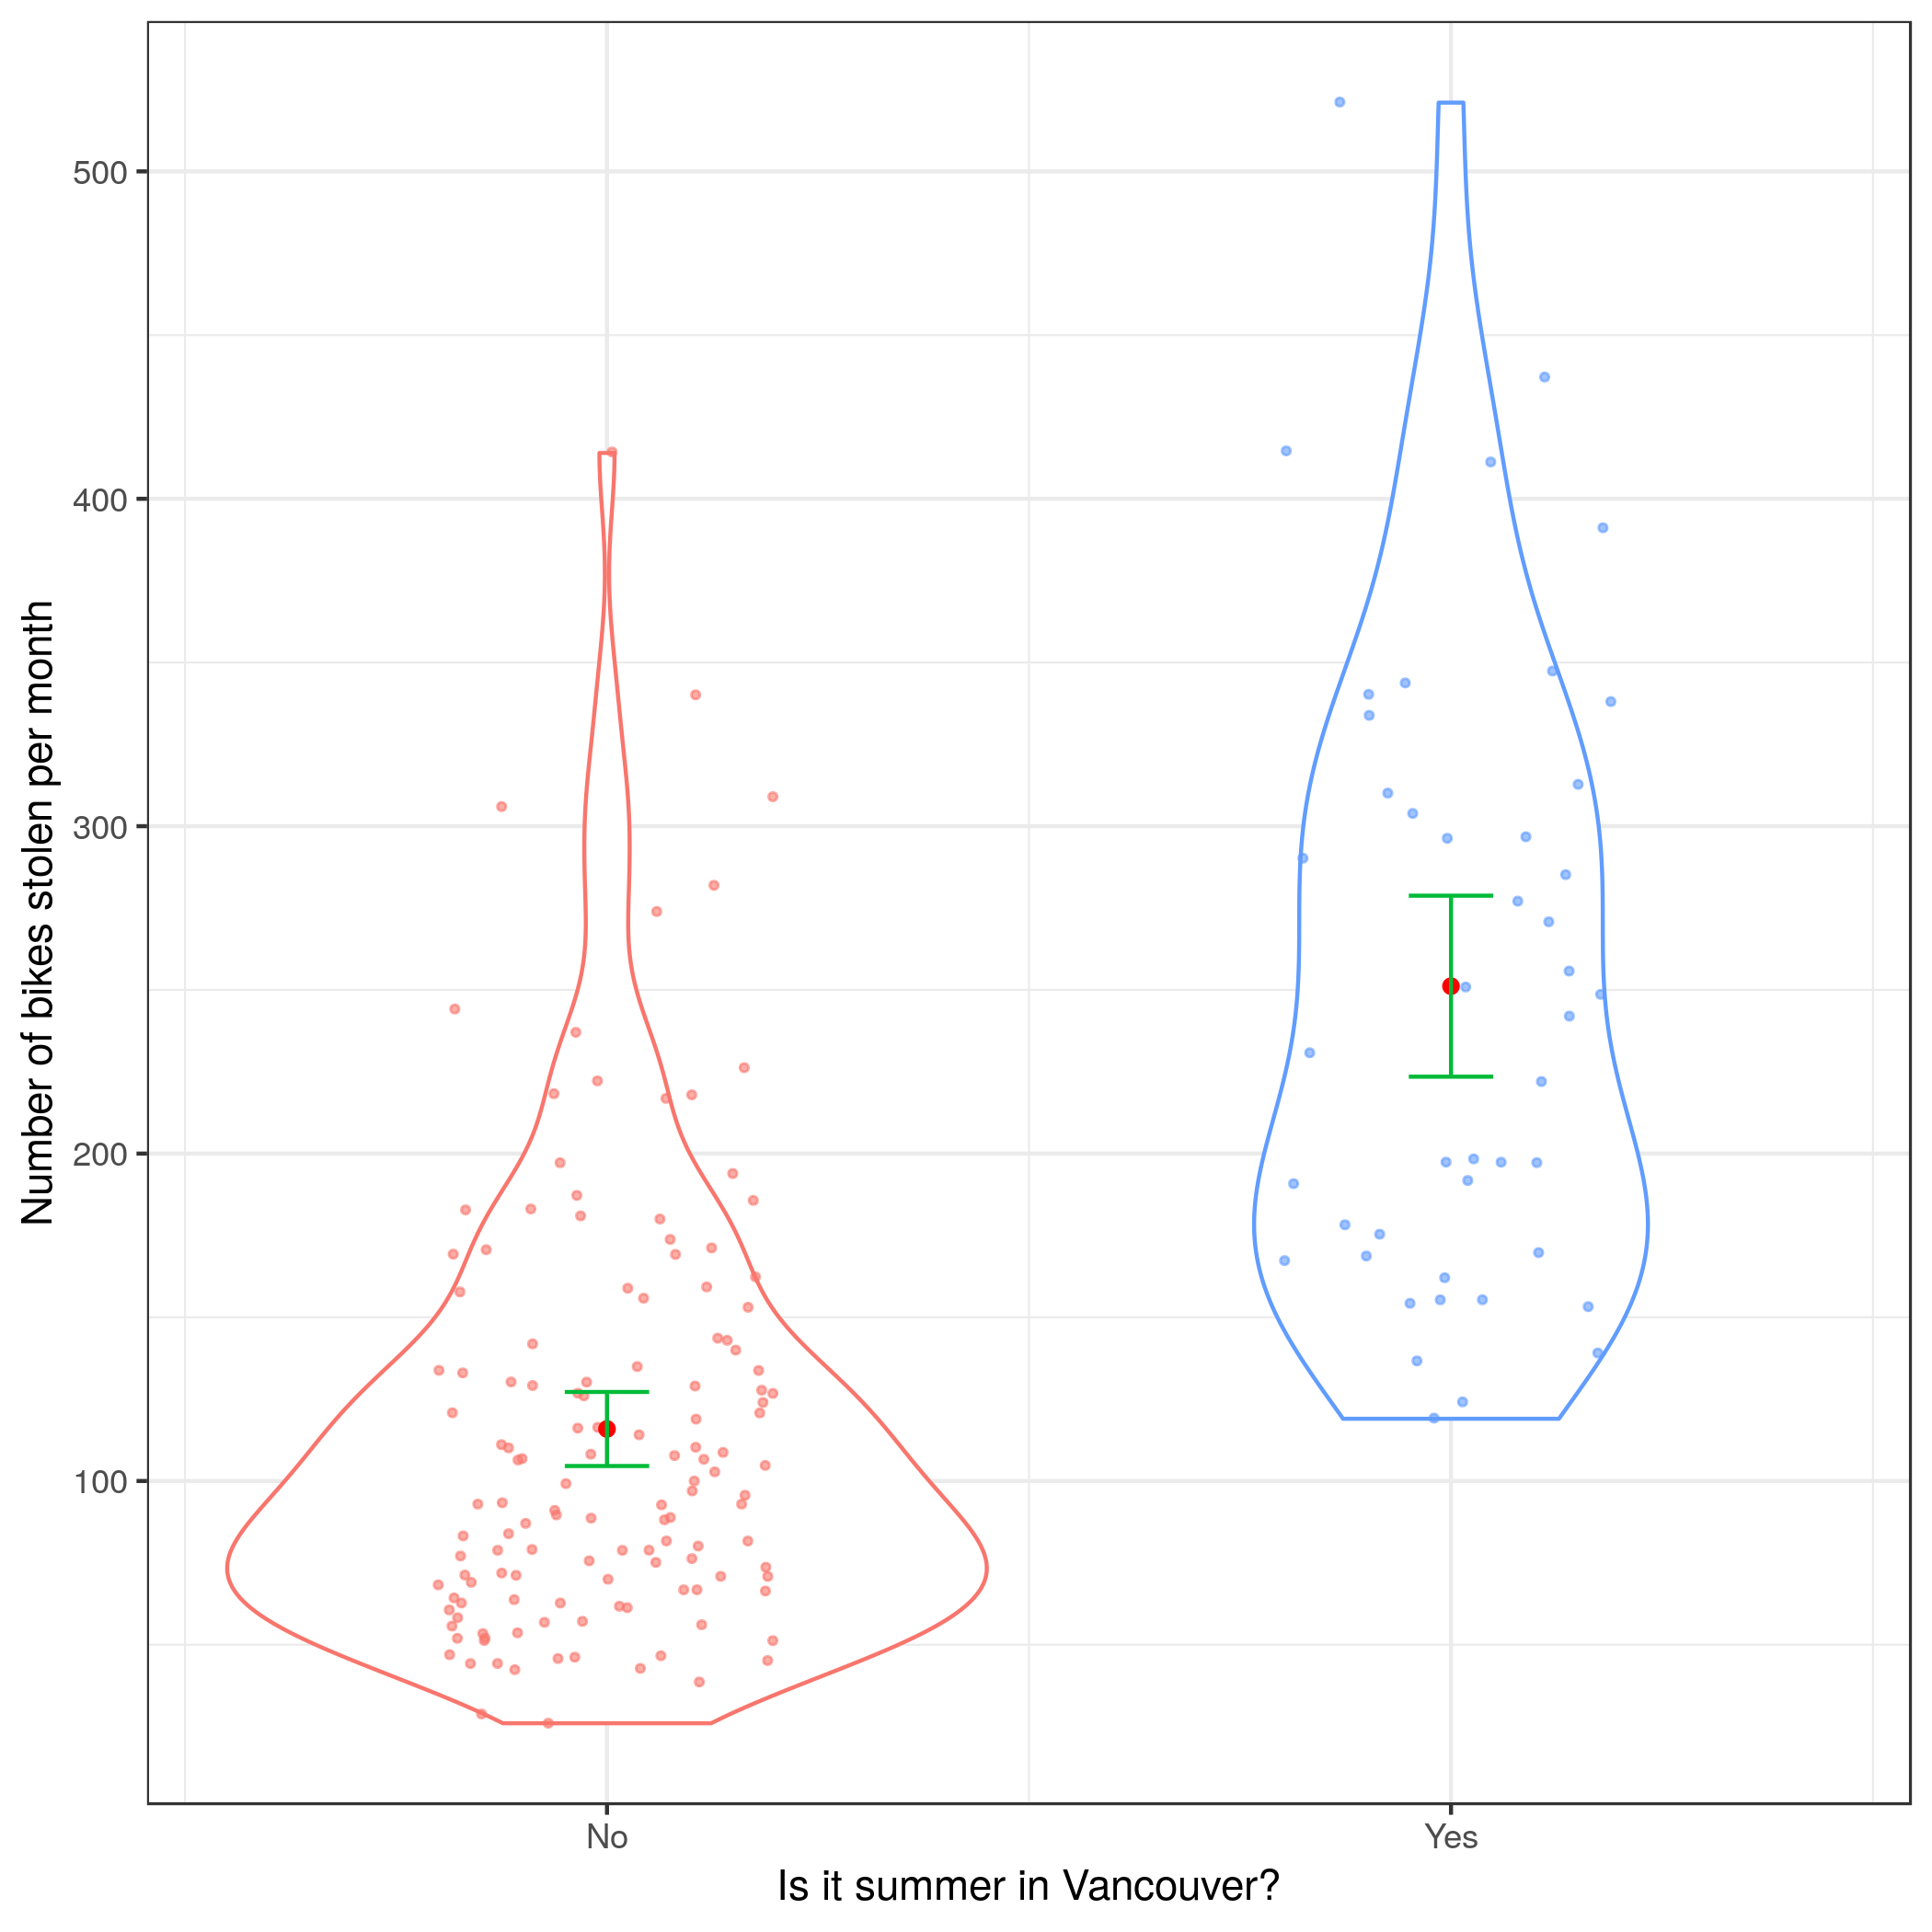 Number of bikes stolen per month
500
400
300
200
100
No
Yes
Is it summer in Vancouver?